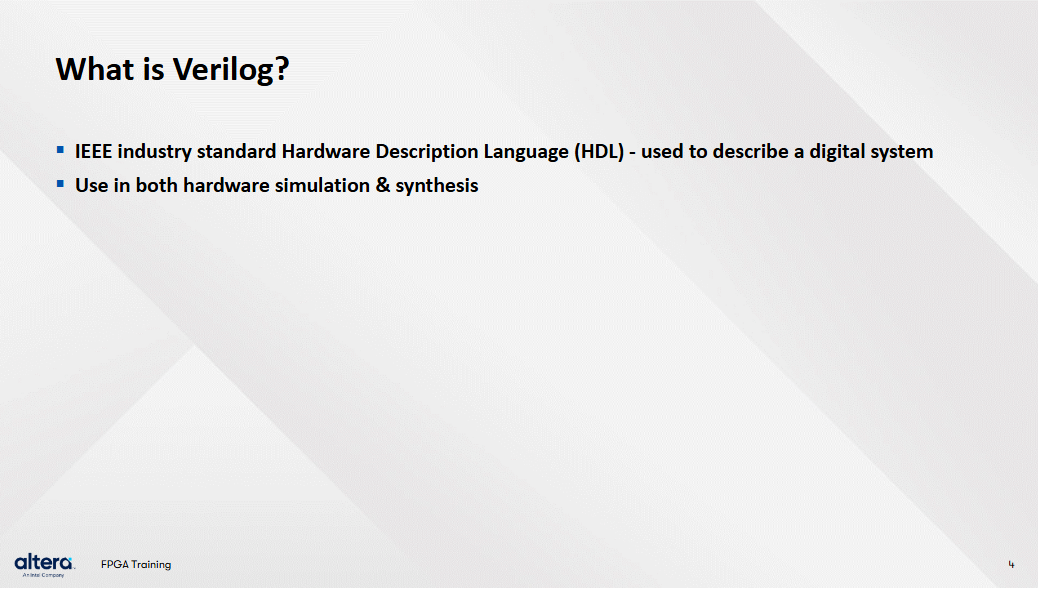 What is Verilog?
▪ IEEE industry standard Hardware Description Language (HDL) - used to describe a digital system
▪ Use in both hardware simulation & synthesis
altera.
An Intel Company
FPGA Training
4